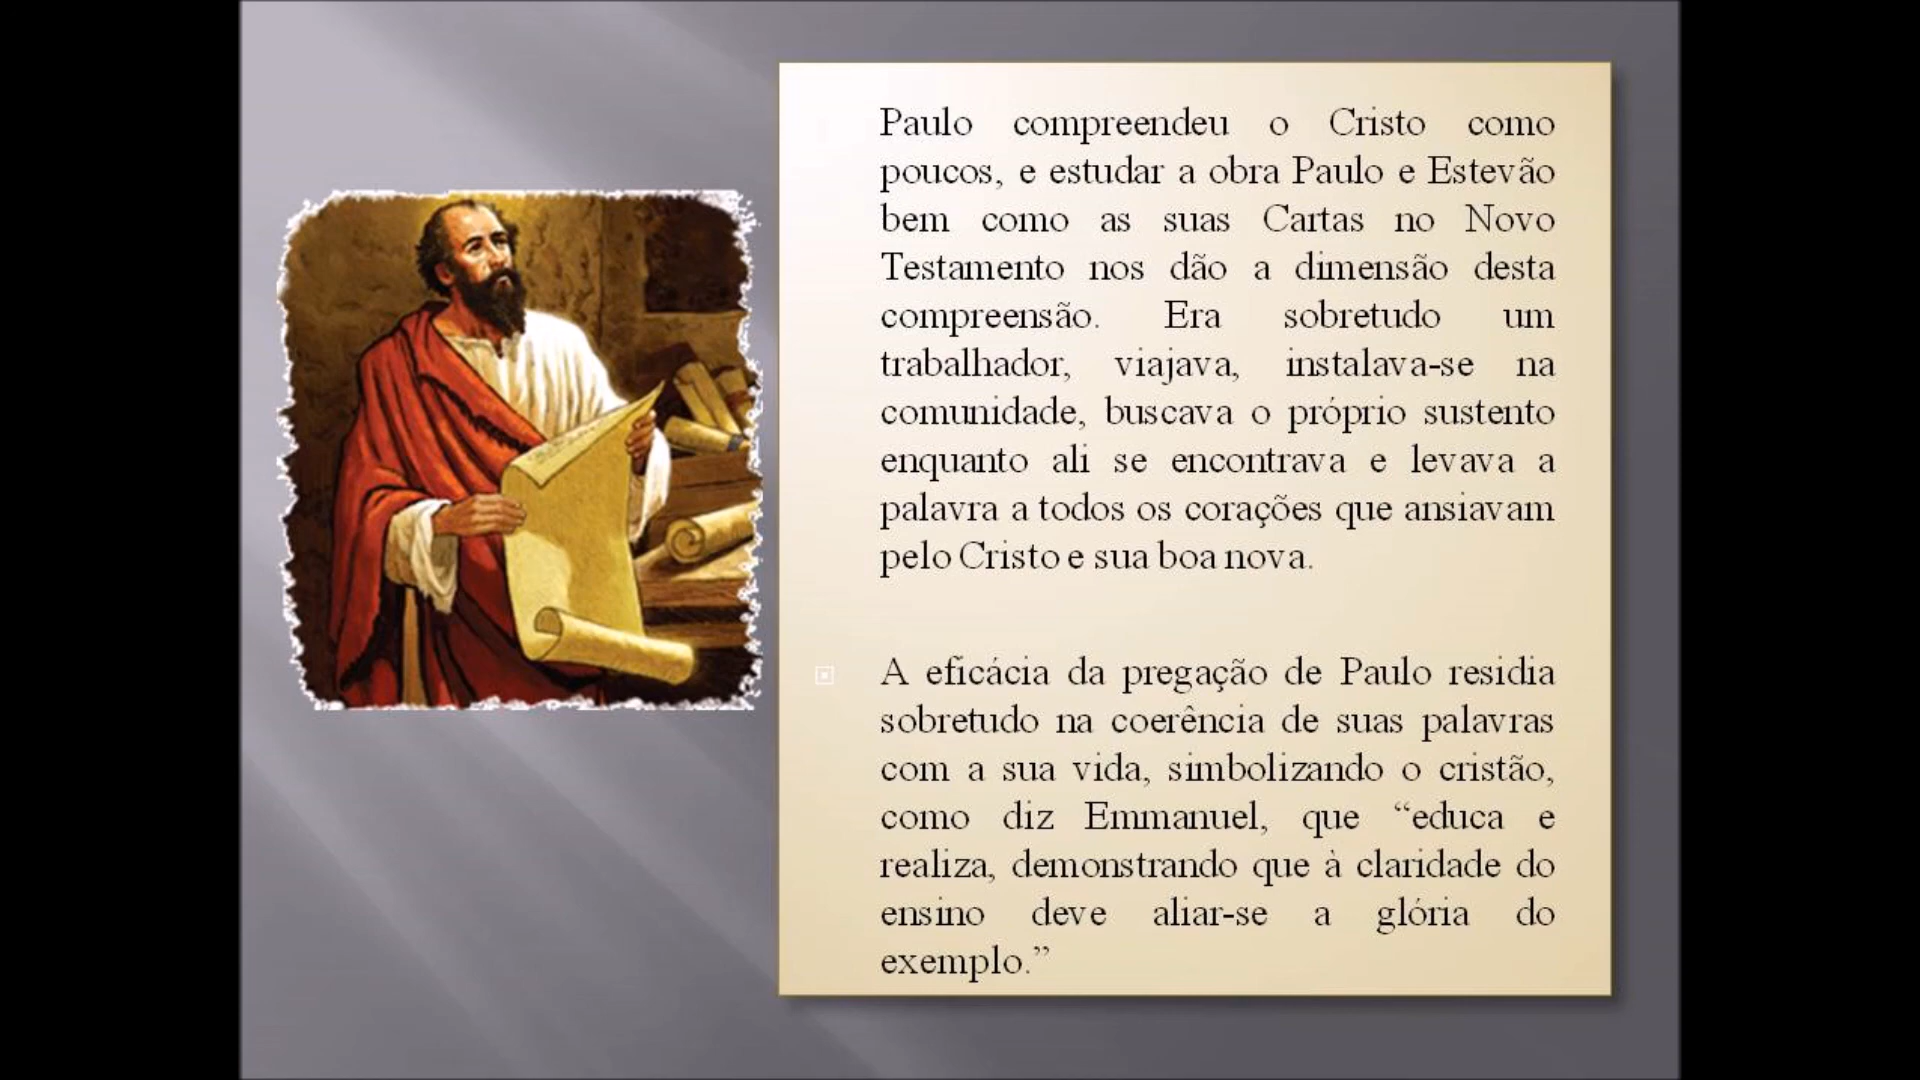 Paulo compreendeu o Cristo como
poucos, e estudar a obra Paulo e Estevão
bem como as suas Cartas no Novo
Testamento nos dão a dimensão desta
compreensão. Era sobretudo um
trabalhador, viajava, instalava-se na
comunidade, buscava o próprio sustento
enquanto ali se encontrava e levava a
palavra a todos os corações que ansiavam
pelo Cristo e sua boa nova.
A eficácia da pregação de Paulo residia
sobretudo na coerência de suas palavras
com a sua vida, simbolizando o cristão,
como diz Emmanuel, que “educa e
realiza, demonstrando que à claridade do
ensino deve aliar-se a glória do
exemplo.”